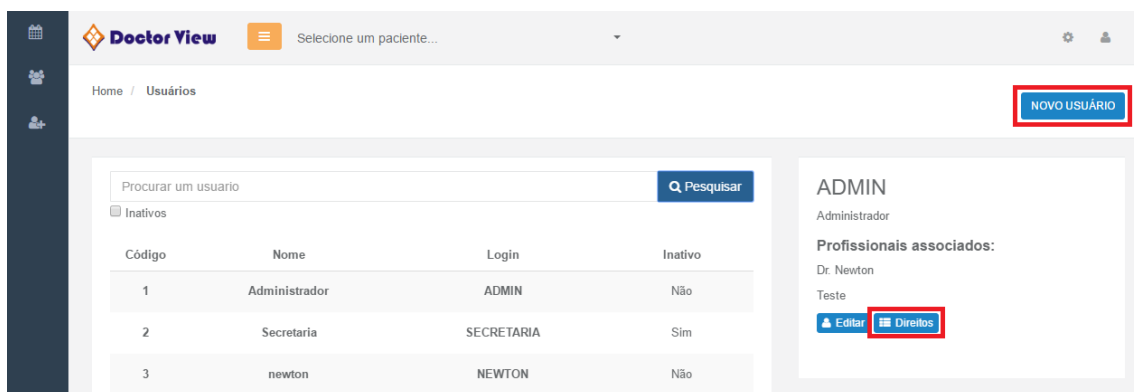 Doctor View
Selecione um paciente...
Home / Usuários
NOVO USUÁRIO
Procurar um usuario
Pesquisar
Inativos
Código Nome Login Inativo
1 Administrador ADMIN Não
2 Secretaria SECRETARIA Sim
3 newton NEWTON Não
ADMIN
Administrador
Profissionais associados:
Dr. Newton
Teste
Editar Direitos